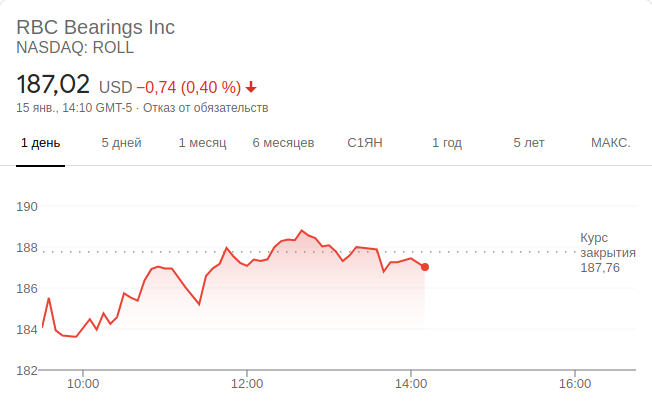 RBC Bearings Inc
NASDAQ: ROLL
187,02 USD −0,74 (0,40 %)
15 янв., 14:10 GMT-5 · Отказ от обязательств
1 день 5 дней 1 месяц 6 месяцев С1ЯН 1 год 5 лет МАКС.
190
188
186
184
182
Курс
закрытия
187,76
10:00 12:00 14:00 16:00